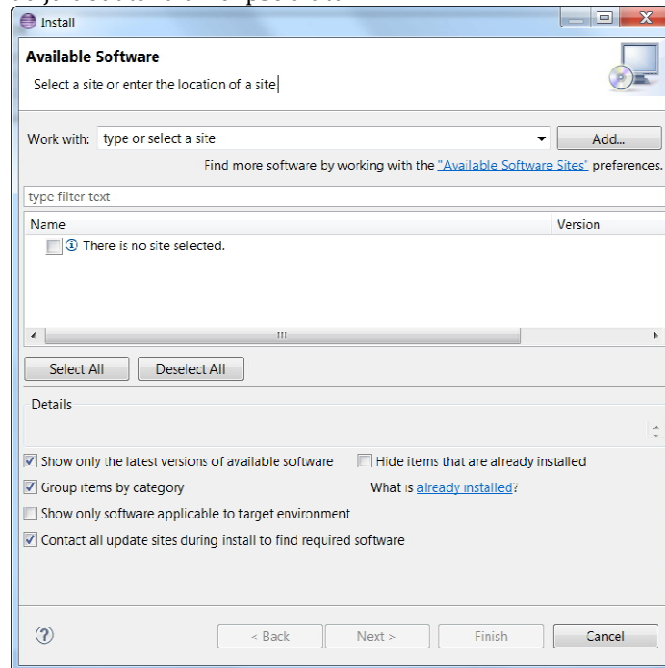 Install
Available Software
Select a site or enter the location of a site
Work with: type or select a site Add...
Find more software by working with the "Available Software Sites" preferences.
type filter text
Name Version
There is no site selected.
Select All Deselect All
Details
Show only the latest versions of available software Hide items that are already installed
Group items by category What is already installed?
Show only software applicable to target environment
Contact all update sites during install to find required software
< Back Next > Finish Cancel